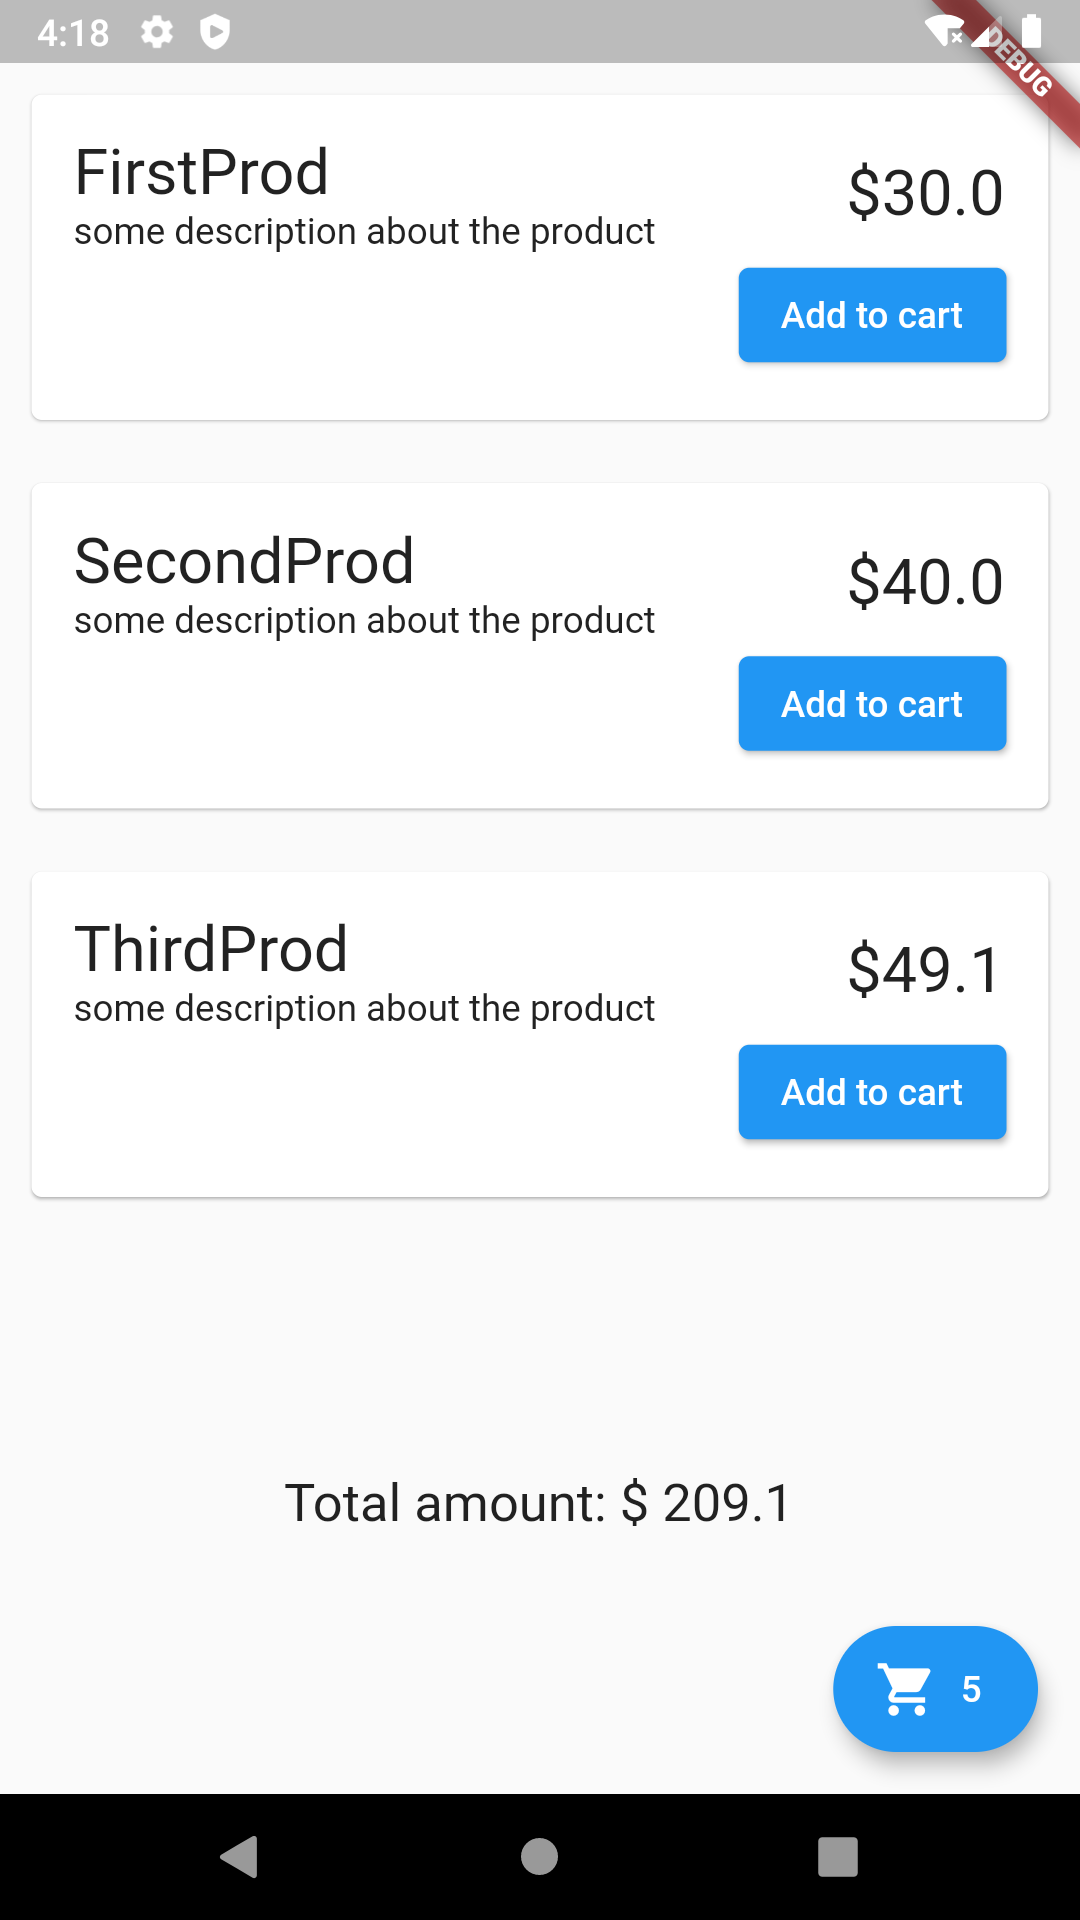 4:18
DEBUG
FirstProd
$30.0
some description about the product
Add to cart
SecondProd
$40.0
some description about the product
Add to cart
ThirdProd
$49.1
some description about the product
Add to cart
Total amount: $ 209.1
5